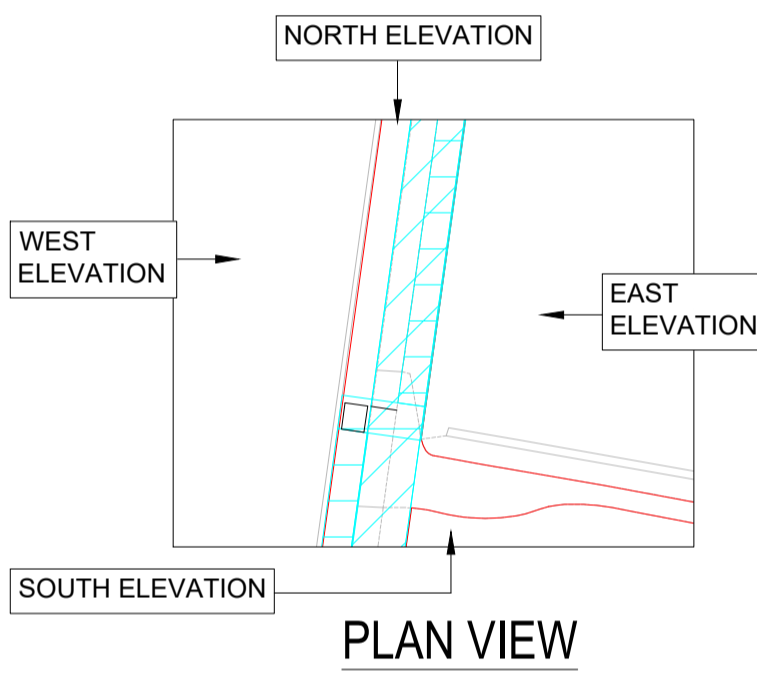 NORTH ELEVATION
WEST
ELEVATION
EAST
ELEVATION
SOUTH ELEVATION
PLAN VIEW